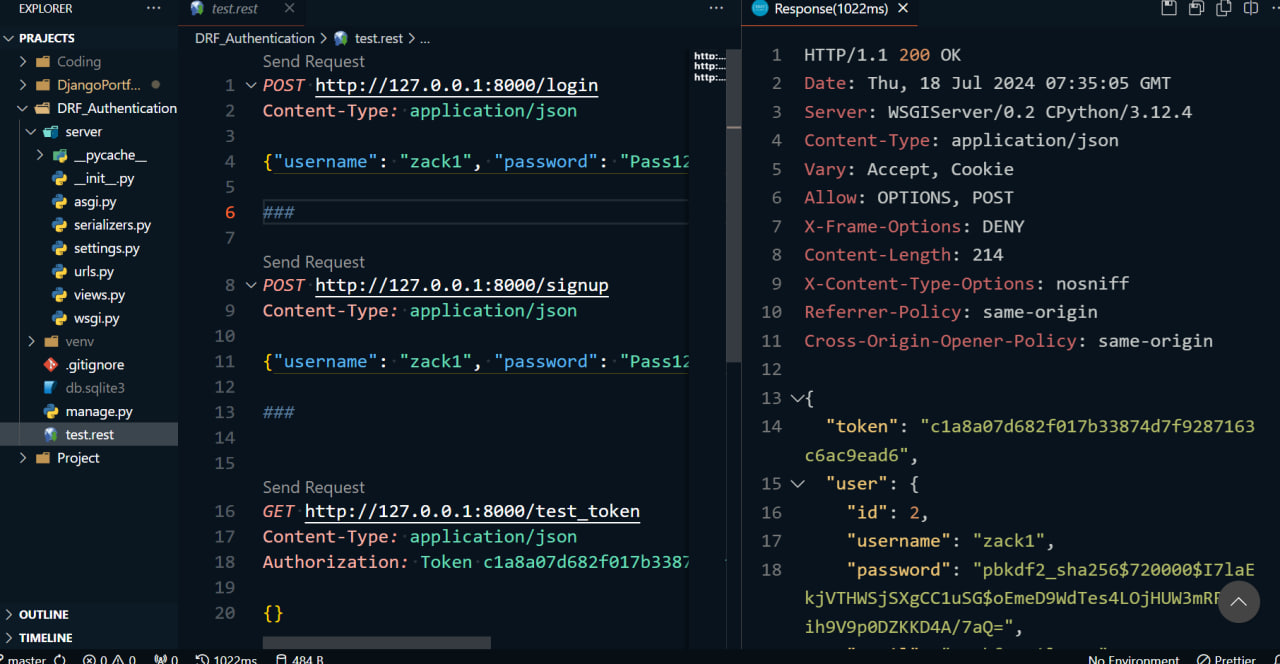 EXPLORER
PROJECTS
Coding
DjangoPortf...
DRF_Authentication
server
__pycache__
__init__.py
asgi.py
serializers.py
settings.py
urls.py
views.py
wsgi.py
venv
.gitignore
db.sqlite3
manage.py
test.rest
Project
OUTLINE
TIMELINE
test.rest
DRF_Authentication > test.rest > ...
Send Request
1 POST http://127.0.0.1:8000/login
2 Content-Type: application/json
3
4 {"username": "zack1", "password": "Pass12
5
6 ###
7
Send Request
8 POST http://127.0.0.1:8000/signup
9 Content-Type: application/json
10
11 {"username": "zack1", "password": "Pass12
12
13 ###
14
15
Send Request
16 GET http://127.0.0.1:8000/test_token
17 Content-Type: application/json
18 Authorization: Token c1a8a07d682f017b3387
19
20 {}
http:...
http:...
http:...
Response(1022ms)
1 HTTP/1.1 200 OK
2 Date: Thu, 18 Jul 2024 07:35:05 GMT
3 Server: WSGIServer/0.2 CPython/3.12.4
4 Content-Type: application/json
5 Vary: Accept, Cookie
6 Allow: OPTIONS, POST
7 X-Frame-Options: DENY
8 Content-Length: 214
9 X-Content-Type-Options: nosniff
10 Referrer-Policy: same-origin
11 Cross-Origin-Opener-Policy: same-origin
12
13 {
14 "token": "c1a8a07d682f017b33874d7f9287163
c6ac9ead6",
15 "user": {
16 "id": 2,
17 "username": "zack1",
18 "password": "pbkdf2_sha256$720000$I7laE
kjVTHWSjSXgCC1uSG$oEmeD9WdTes4LOjHUW3mR
ih9V9p0DZKKD4A/7aQ=",
master 0 0 0 1022ms 484 B No Environment Prettier